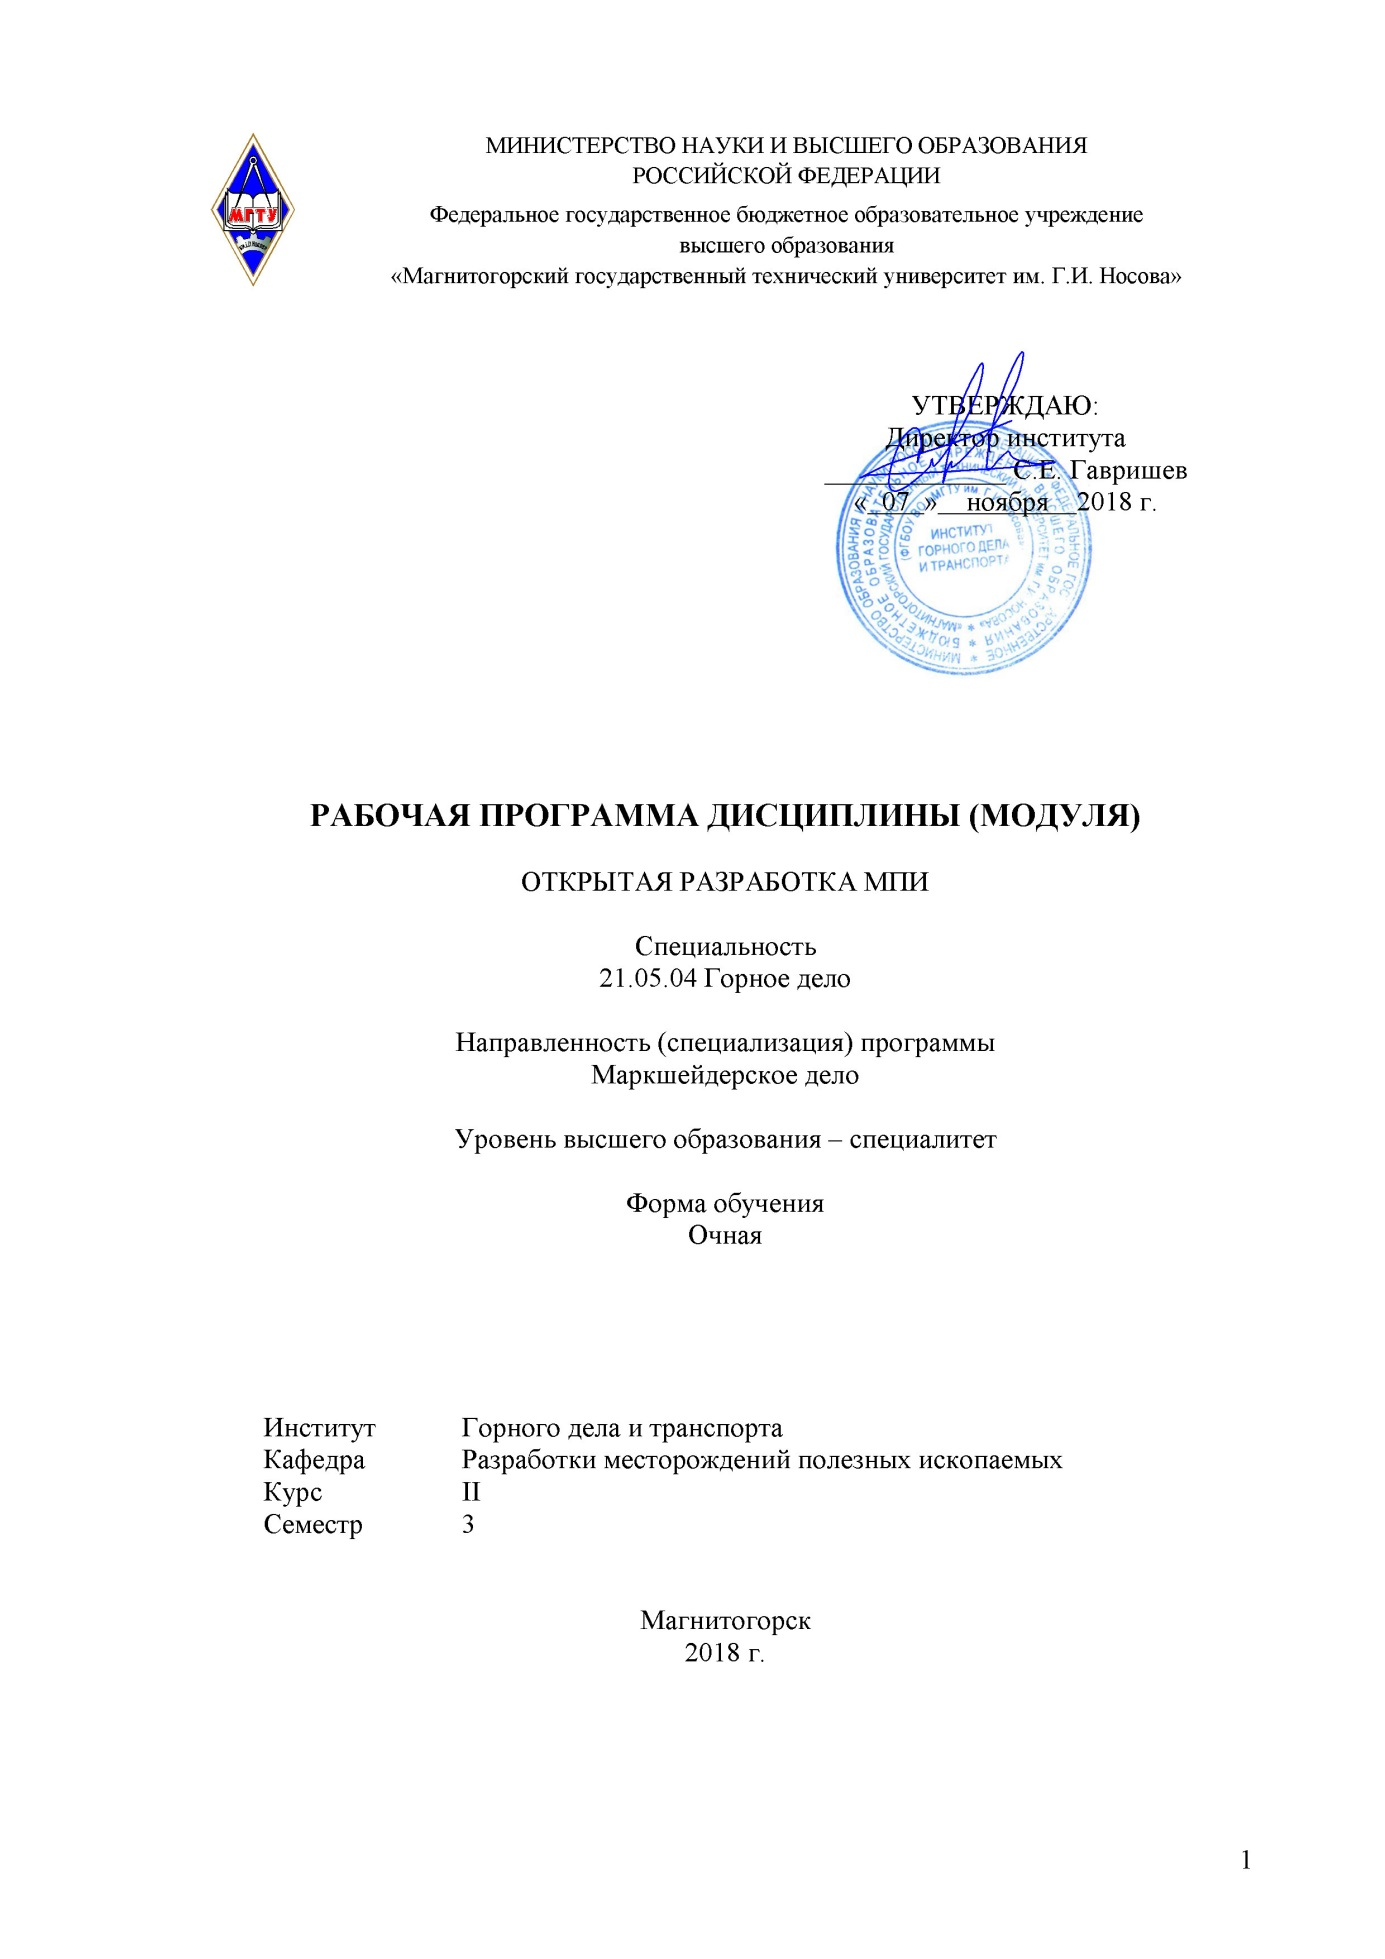 МИНИСТЕРСТВО НАУКИ И ВЫСШЕГО ОБРАЗОВАНИЯ
РОССИЙСКОЙ ФЕДЕРАЦИИ
Федеральное государственное бюджетное образовательное учреждение
высшего образования
«Магнитогорский государственный технический университет им. Г.И. Носова»
МГТУ
УТВЕРЖДАЮ:
Директор института
_____________ С.Е. Гавришев
«_07_»__ноября__2018 г.
ИНСТИТУТ
ГОРНОГО ДЕЛА
И ТРАНСПОРТА
РАБОЧАЯ ПРОГРАММА ДИСЦИПЛИНЫ (МОДУЛЯ)
ОТКРЫТАЯ РАЗРАБОТКА МПИ
Специальность
21.05.04 Горное дело
Направленность (специализация) программы
Маркшейдерское дело
Уровень высшего образования – специалитет
Форма обучения
Очная
Институт Горного дела и транспорта
Кафедра Разработки месторождений полезных ископаемых
Курс II
Семестр 3
Магнитогорск
2018 г.
1